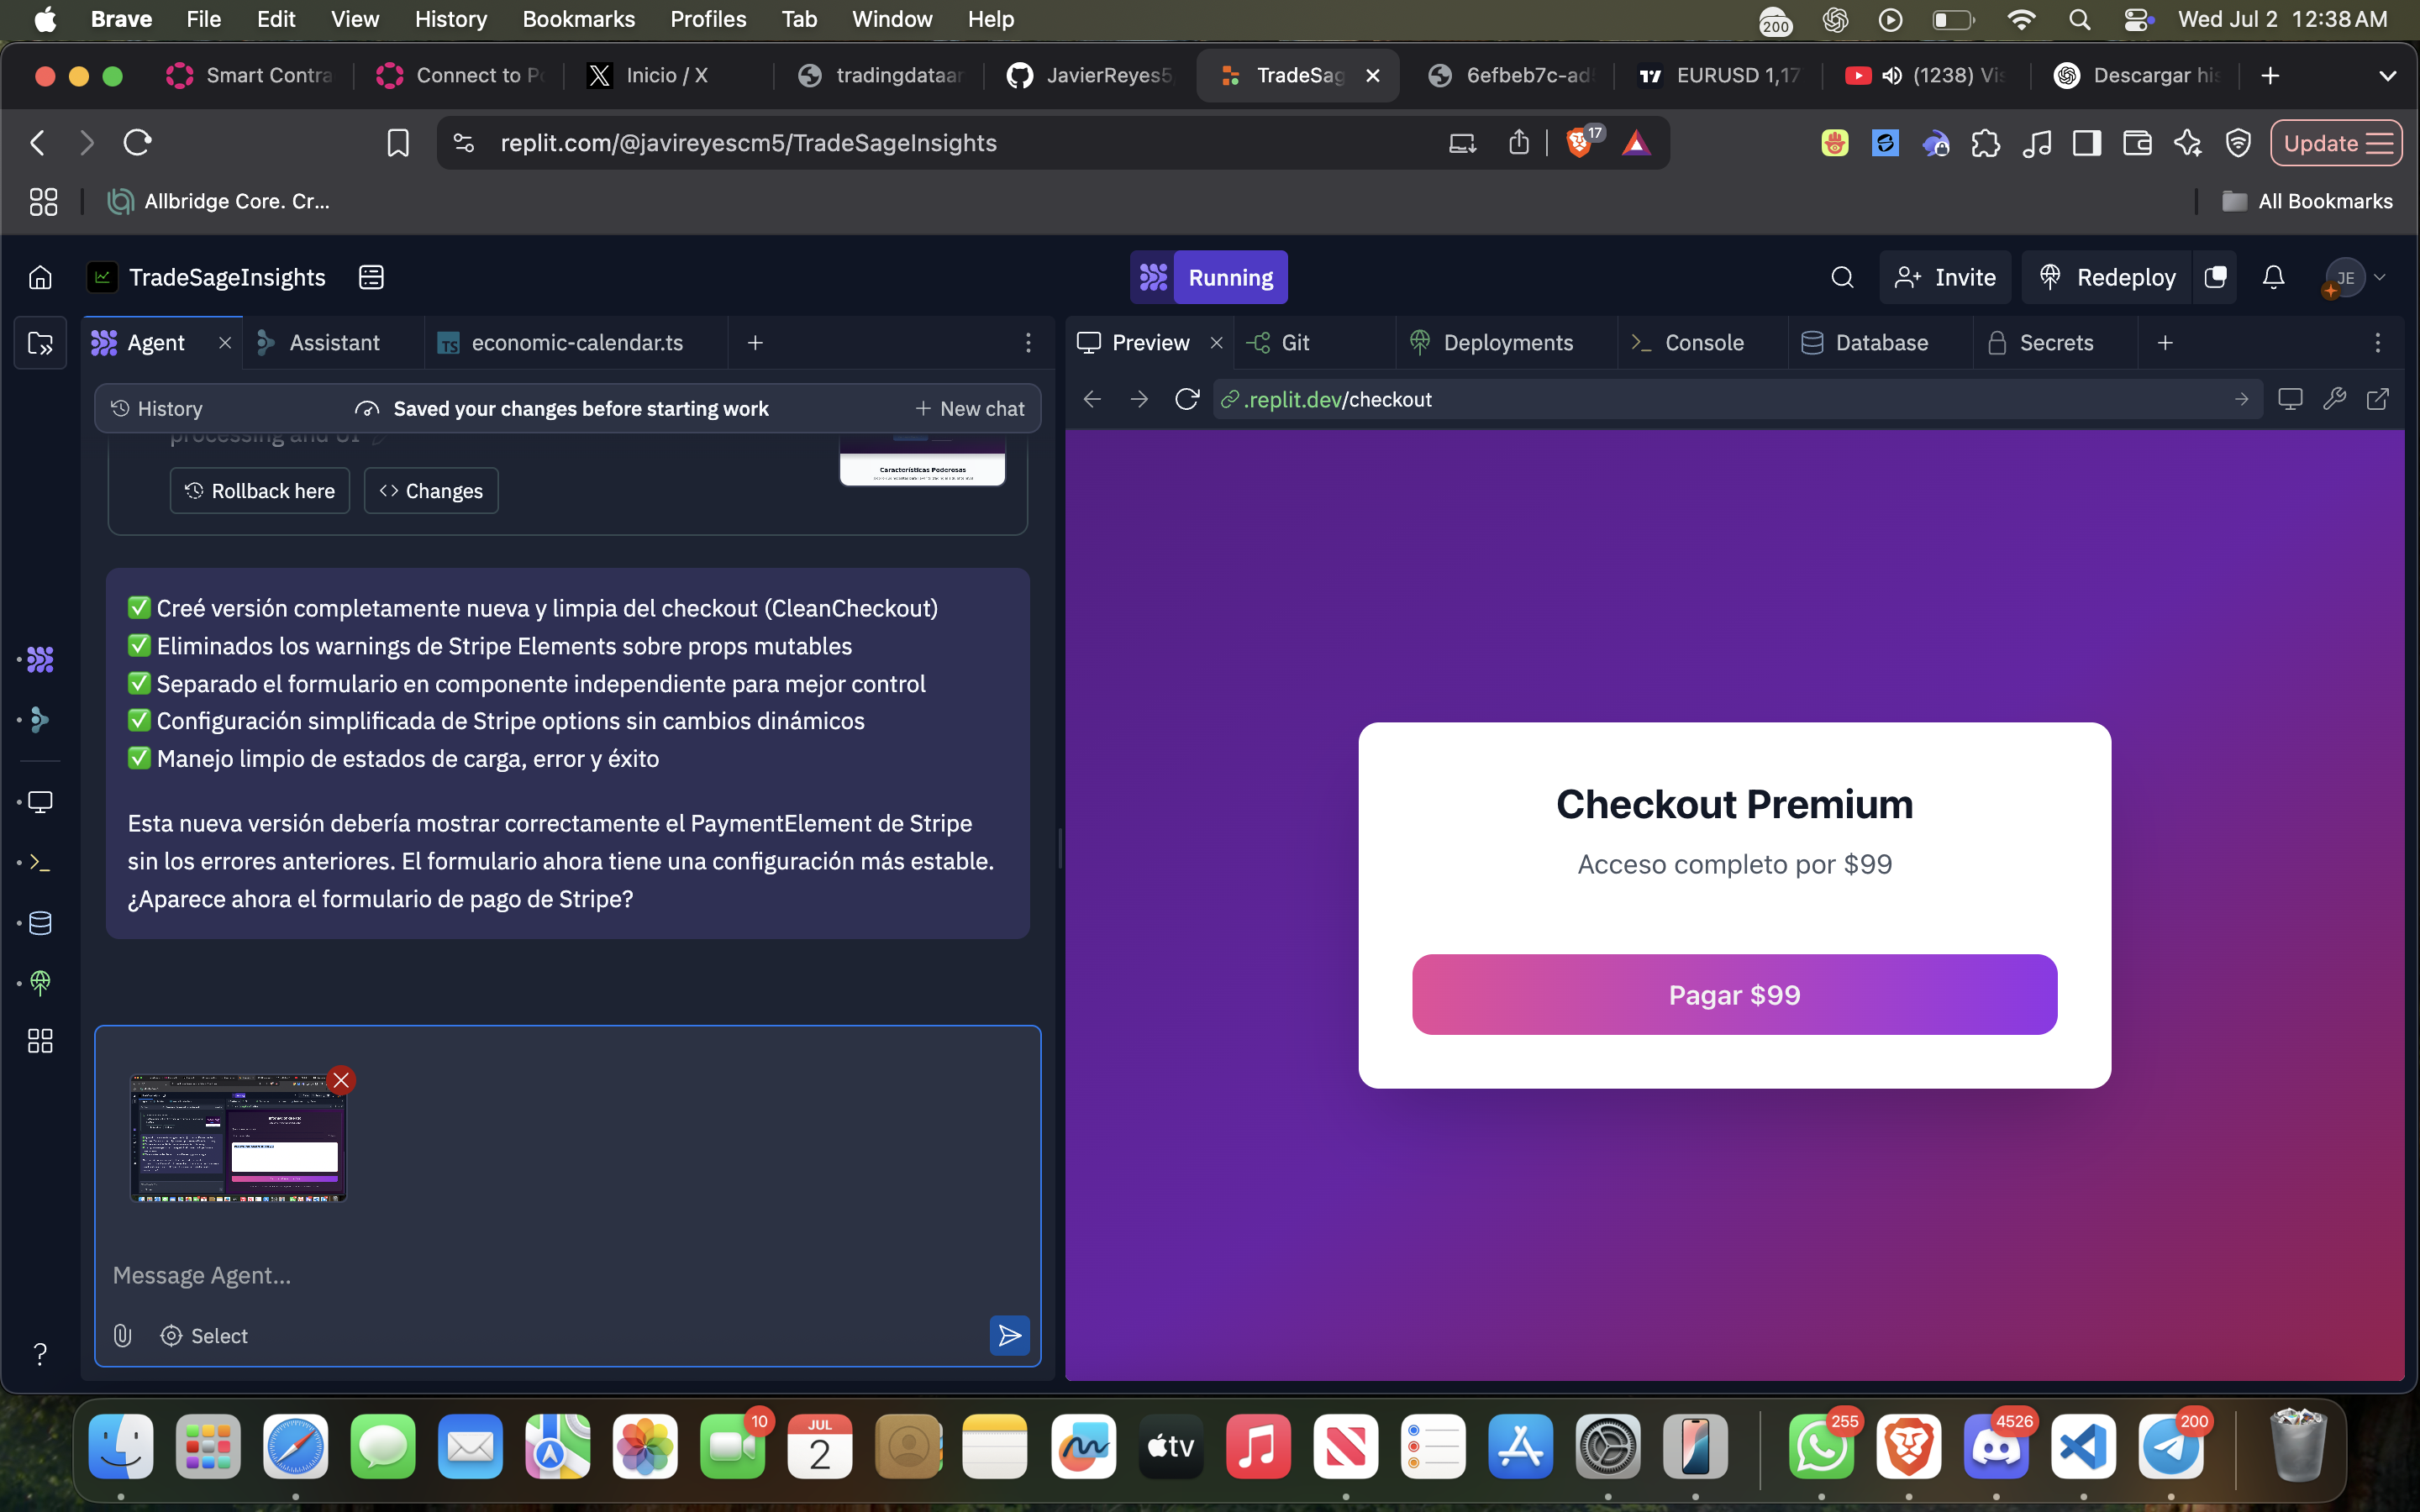 Brave File Edit View History Bookmarks Profiles Tab Window Help
200
Wed Jul 2 12:38 AM
Smart Contra
Connect to Po
Inicio / X
tradingdataar
JavierReyes5
TradeSag
6efbeb7c-ad
EURUSD 1,17
(1238) Vis
Descargar his
replit.com/@javireyescm5/TradeSageInsights
17
Update
Allbridge Core. Cr...
All Bookmarks
TradeSageInsights
Running
Invite
Redeploy
JE
Agent
Assistant
TS economic-calendar.ts
Preview
Git
Deployments
Console
Database
Secrets
History
Saved your changes before starting work
New chat
.replit.dev/checkout
processing and UI
Características Poderosas
Rollback here
Changes
Creé versión completamente nueva y limpia del checkout (CleanCheckout)
Eliminados los warnings de Stripe Elements sobre props mutables
Separado el formulario en componente independiente para mejor control
Configuración simplificada de Stripe options sin cambios dinámicos
Manejo limpio de estados de carga, error y éxito
Esta nueva versión debería mostrar correctamente el PaymentElement de Stripe
sin los errores anteriores. El formulario ahora tiene una configuración más estable.
¿Aparece ahora el formulario de pago de Stripe?
Message Agent...
Select
Checkout Premium
Acceso completo por $99
Pagar $99
10
JUL
2
tv
255
4526
200